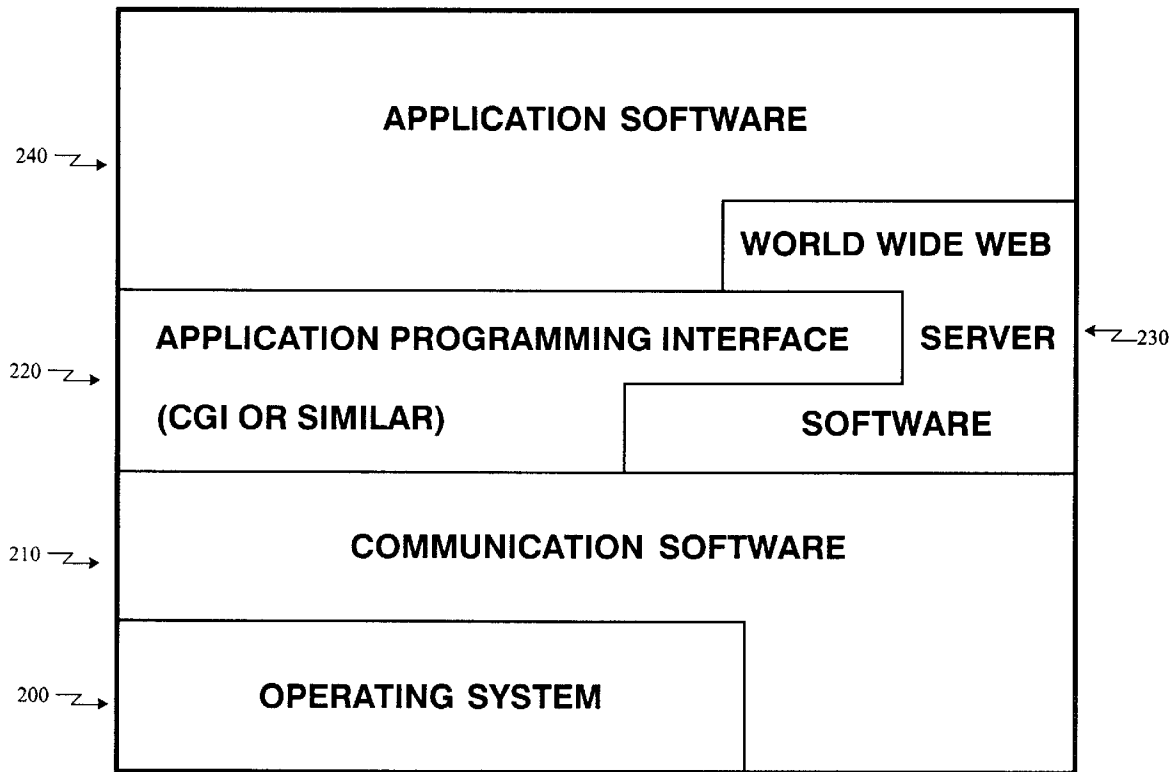 APPLICATION SOFTWARE
240
WORLD WIDE WEB
APPLICATION PROGRAMMING INTERFACE
SERVER
230
220
(CGI OR SIMILAR)
SOFTWARE
210
COMMUNICATION SOFTWARE
200
OPERATING SYSTEM